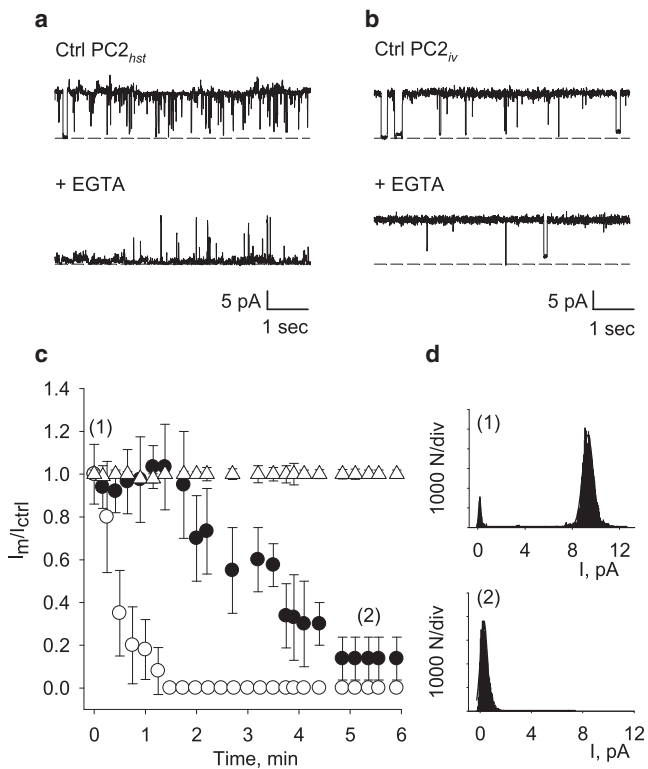 a
Ctrl PC2hst
+ EGTA
5 pA
1 sec
b
Ctrl PC2iv
+ EGTA
5 pA
1 sec
c
Im/Ictrl
1.4
1.2
1.0
0.8
0.6
0.4
0.2
0.0
(1)
(2)
0 1 2 3 4 5 6
Time, min
d
(1)
1000 N/div
0 4 8 12
I, pA
(2)
1000 N/div
0 4 8 12
I, pA